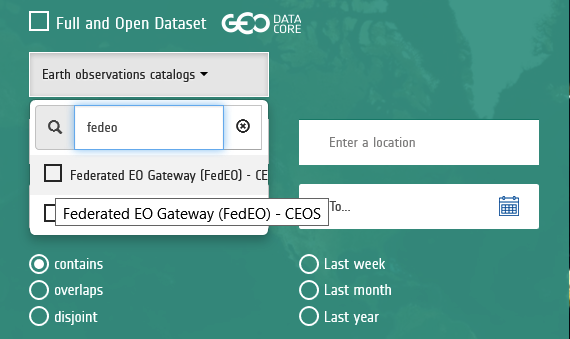 Full and Open Dataset GEO DATA CORE
Earth observations catalogs
fedeo
Enter a location
Federated EO Gateway (FedEO) - CE
Federated EO Gateway (FedEO) - CEOS
To...
contains
Last week
overlaps
Last month
disjoint
Last year